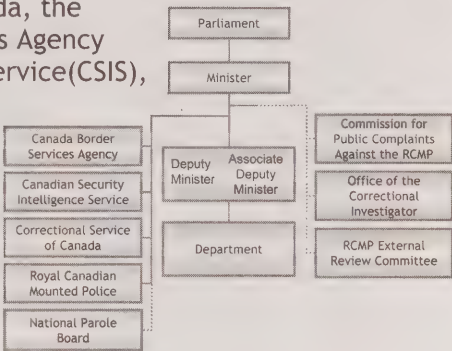 da, the
s Agency
ervice(CSIS),
Parliament
Minister
Canada Border
Services Agency
Canadian Security
Intelligence Service
Correctional Service
of Canada
Royal Canadian
Mounted Police
National Parole
Board
Deputy
Minister
Associate
Deputy
Minister
Department
Commission for
Public Complaints
Against the RCMP
Office of the
Correctional
Investigator
RCMP External
Review Committee